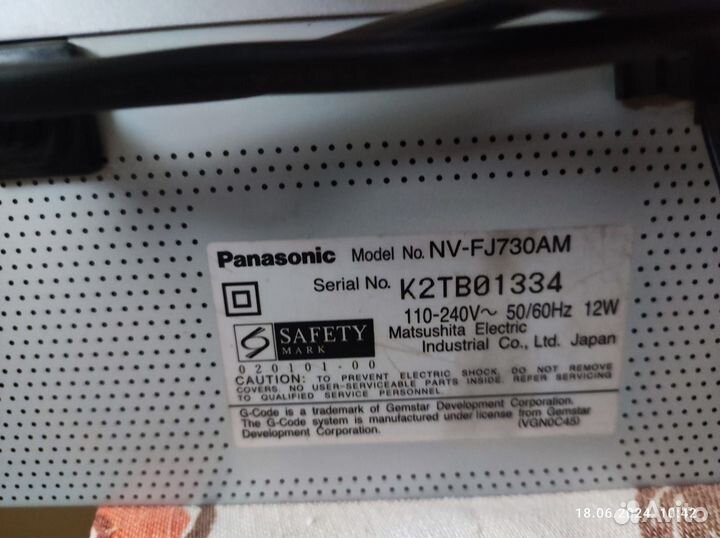 Panasonic Model No. NV-FJ730AM
Serial No. K2TB01334
110-240V~ 50/60Hz 12W
SAFETY
MARK
Matsushita Electric
Industrial Co., Ltd. Japan
020101-00
CAUTION: TO PREVENT ELECTRIC SHOCK, DO NOT REMOVE
COVERS. NO USER-SERVICEABLE PARTS INSIDE. REFER SERVICING
TO QUALIFIED SERVICE PERSONNEL.
G-Code is a trademark of Gemstar Development Corporation.
The G-Code system is manufactured under license from Gemstar
Development Corporation. (VGN0C45)
18.06.2024 10:42
Avito